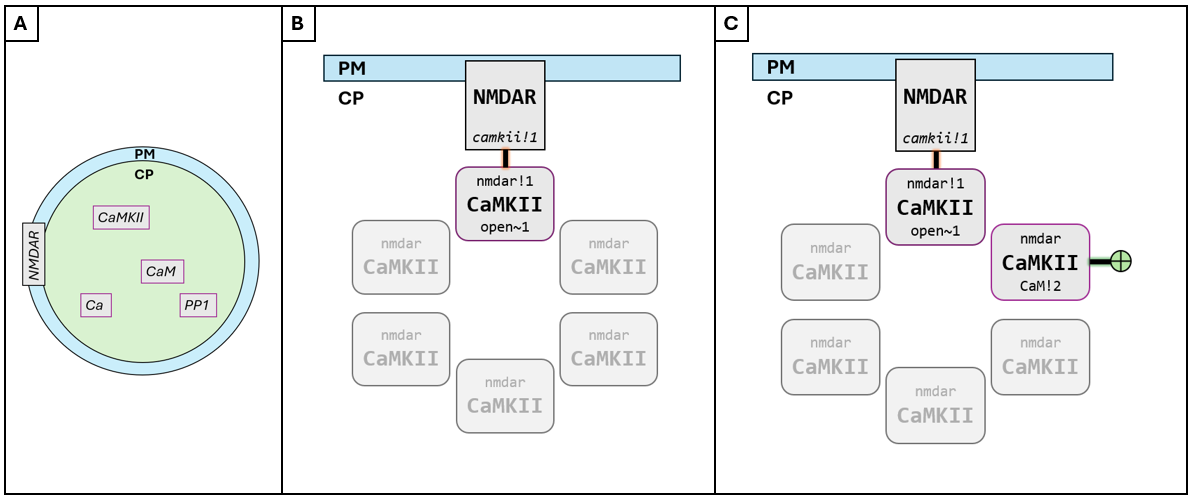 A
PM
CP
CaMKII
NMDAR
CaM
Ca
PP1
B
PM
CP
NMDAR
camkii!1
nmdar!1
CaMKII
open~1
nmdar
CaMKII
nmdar
CaMKII
nmdar
CaMKII
nmdar
CaMKII
nmdar
CaMKII
C
PM
CP
NMDAR
camkii!1
nmdar!1
CaMKII
open~1
nmdar
CaMKII
nmdar
CaMKII
CaM!2
nmdar
CaMKII
nmdar
CaMKII
nmdar
CaMKII